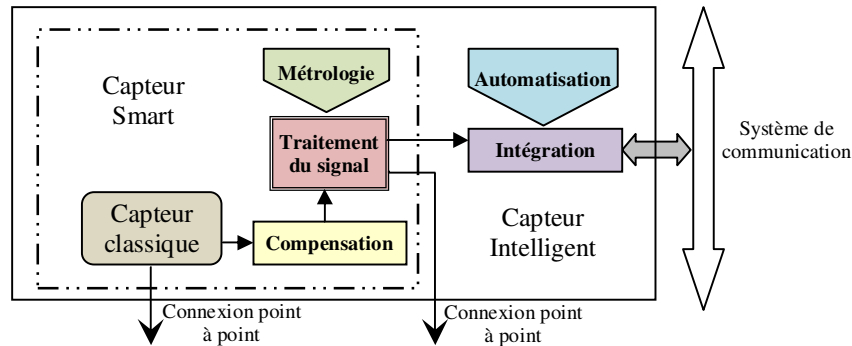 Capteur
Smart
Métrologie
Automatisation
Traitement
du signal
Intégration
Système de
communication
Capteur
classique
Compensation
Capteur
Intelligent
Connexion point
à point
Connexion point
à point